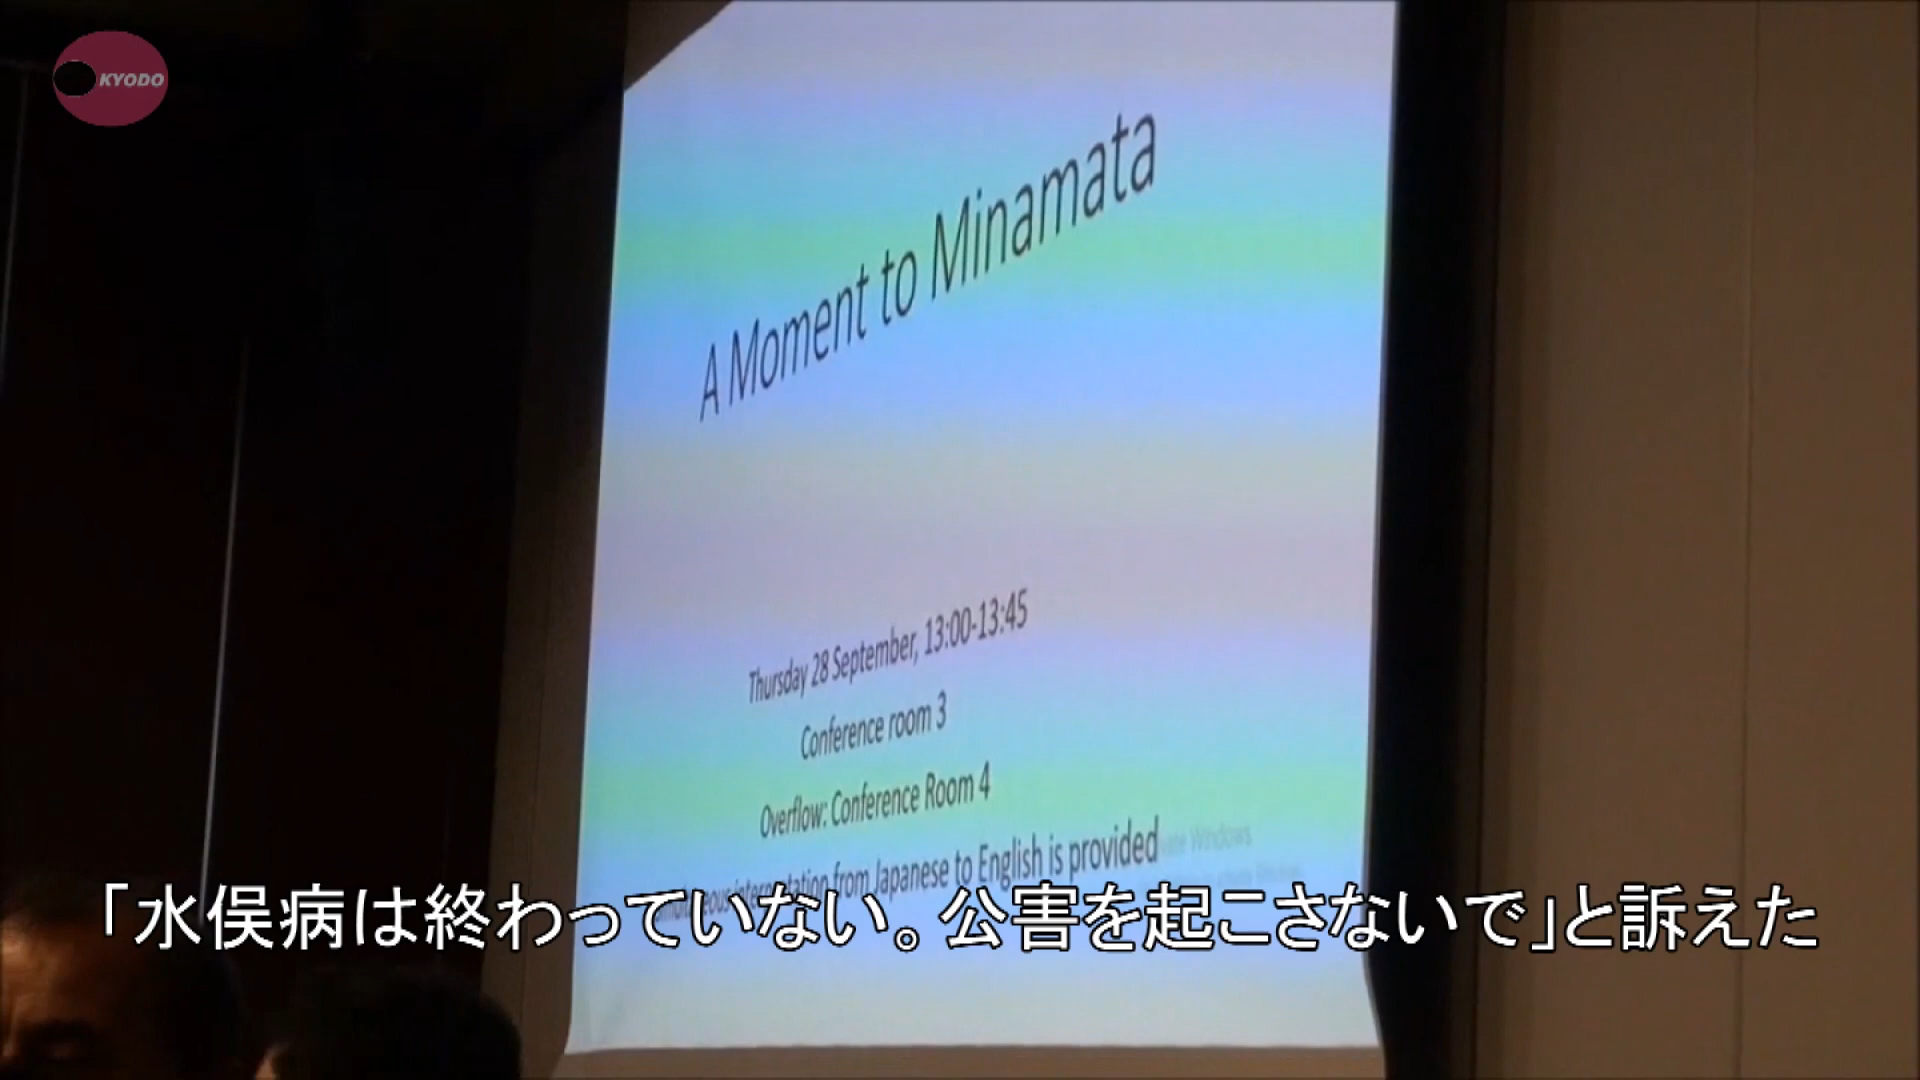 KYODO
A Moment to Minamata
Thursday 28 September, 13:00-13:45
Conference room 3
Overflow: Conference Room 4
interpretation from Japanese to English is provided
Windows
「水俣病は終わっていない。公害を起こさないで」と訴えた